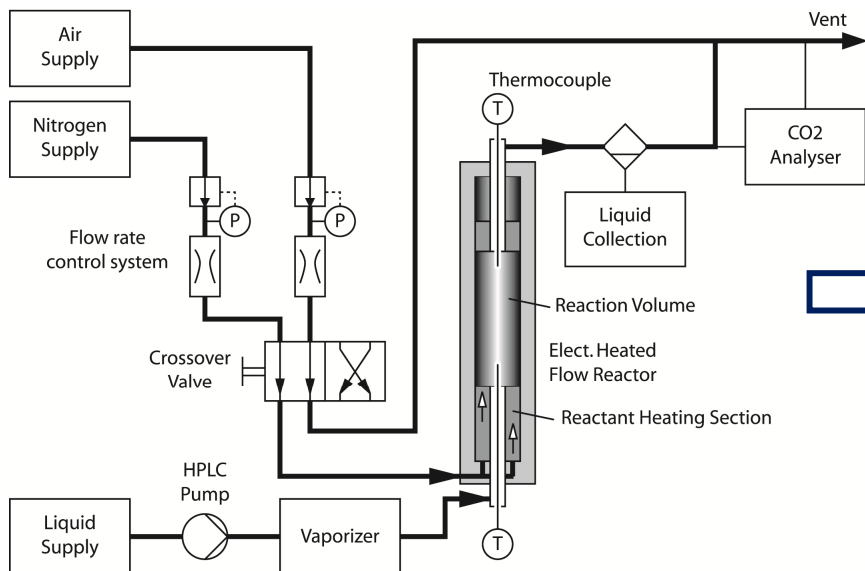 Air
Supply
Nitrogen
Supply
Flow rate
control system
P
P
Crossover
Valve
HPLC
Pump
Liquid
Supply
Vaporizer
Thermocouple
T
Vent
CO2
Analyser
Liquid
Collection
Reaction Volume
Elect. Heated
Flow Reactor
Reactant Heating Section
T